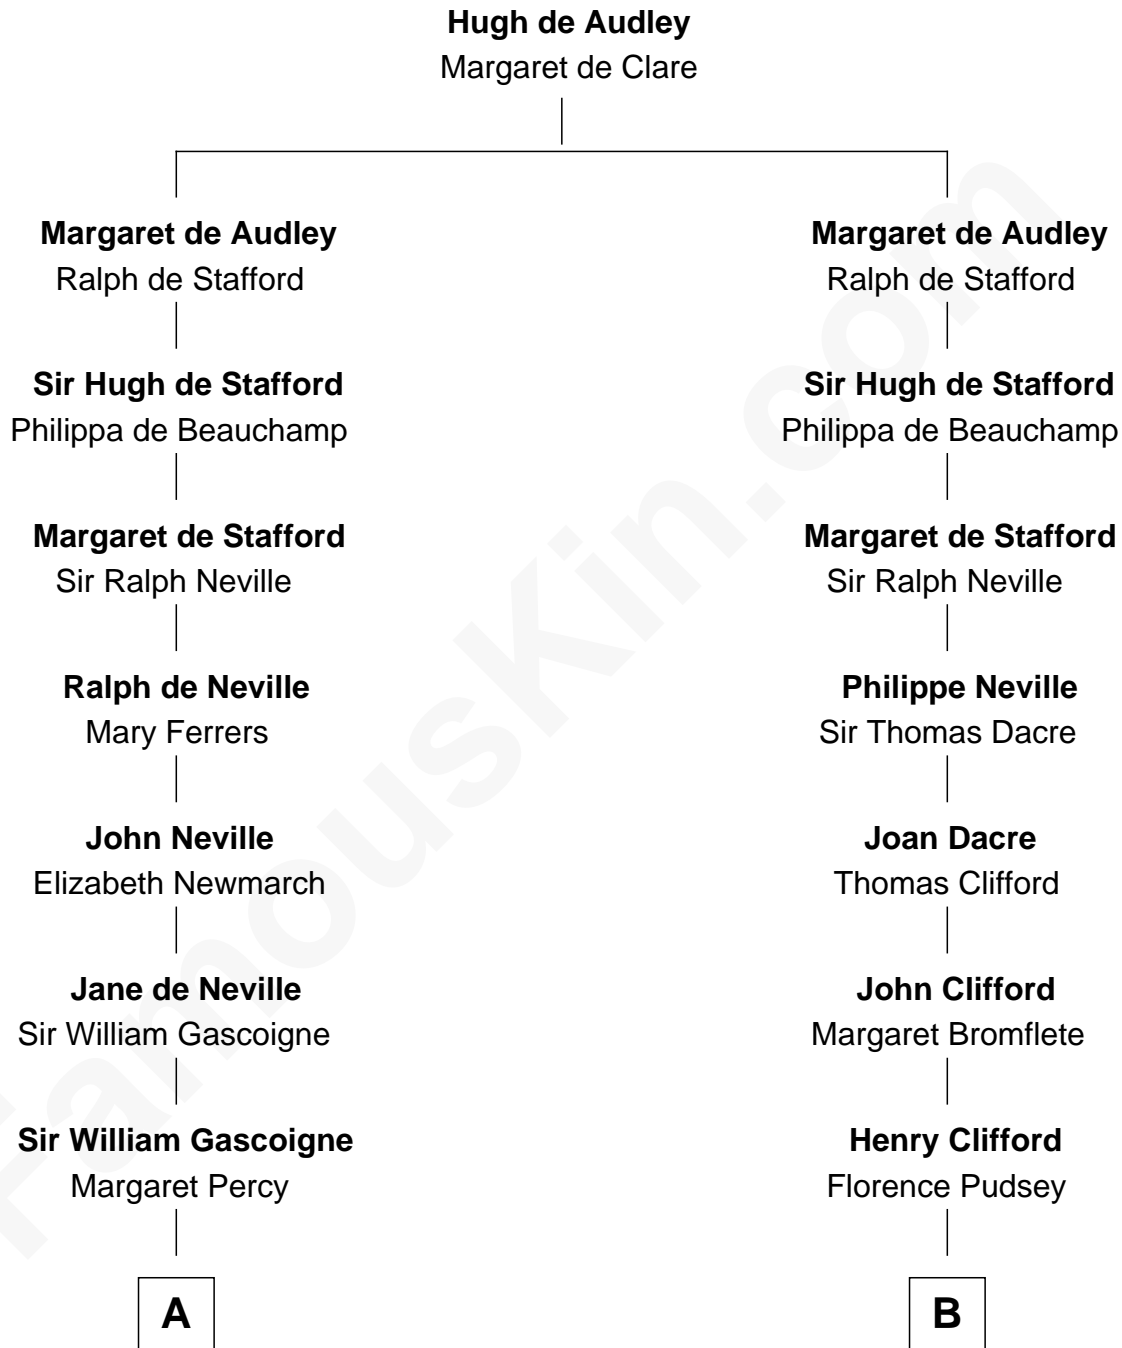 Hugh de Audley
Margaret de Clare
Margaret de Audley
Ralph de Stafford
Margaret de Audley
Ralph de Stafford
Sir Hugh de Stafford
Philippa de Beauchamp
Sir Hugh de Stafford
Philippa de Beauchamp
Margaret de Stafford
Sir Ralph Neville
Margaret de Stafford
Sir Ralph Neville
Ralph de Neville
Mary Ferrers
Philippe Neville
Sir Thomas Dacre
John Neville
Elizabeth Newmarch
Joan Dacre
Thomas Clifford
Jane de Neville
Sir William Gascoigne
John Clifford
Margaret Bromflete
Sir William Gascoigne
Margaret Percy
Henry Clifford
Florence Pudsey
A
B
FamousKin.com